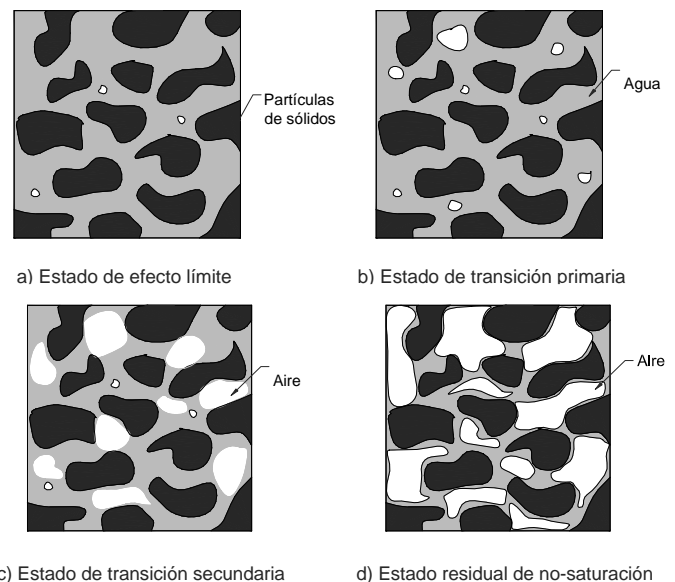 Partículas
de sólidos
Agua
a) Estado de efecto límite
b) Estado de transición primaria
Aire
AIre
c) Estado de transición secundaria
d) Estado residual de no-saturación